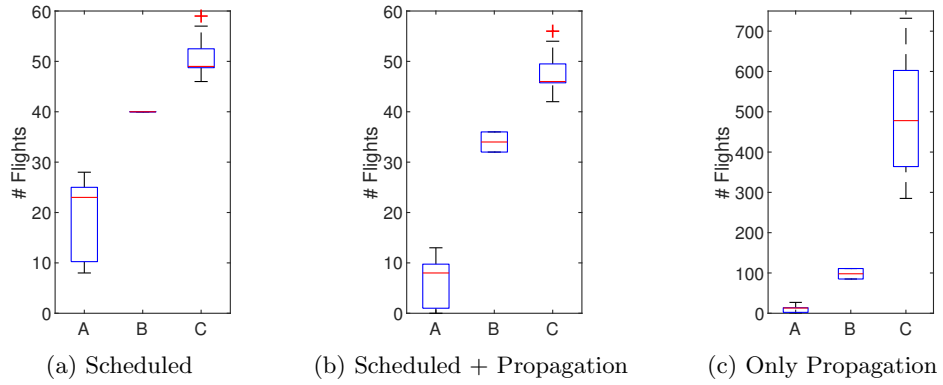 60
50
40
30
20
10
0
# Flights
A B C
(a) Scheduled
60
50
40
30
20
10
0
# Flights
A B C
(b) Scheduled + Propagation
700
600
500
400
300
200
100
0
# Flights
A B C
(c) Only Propagation